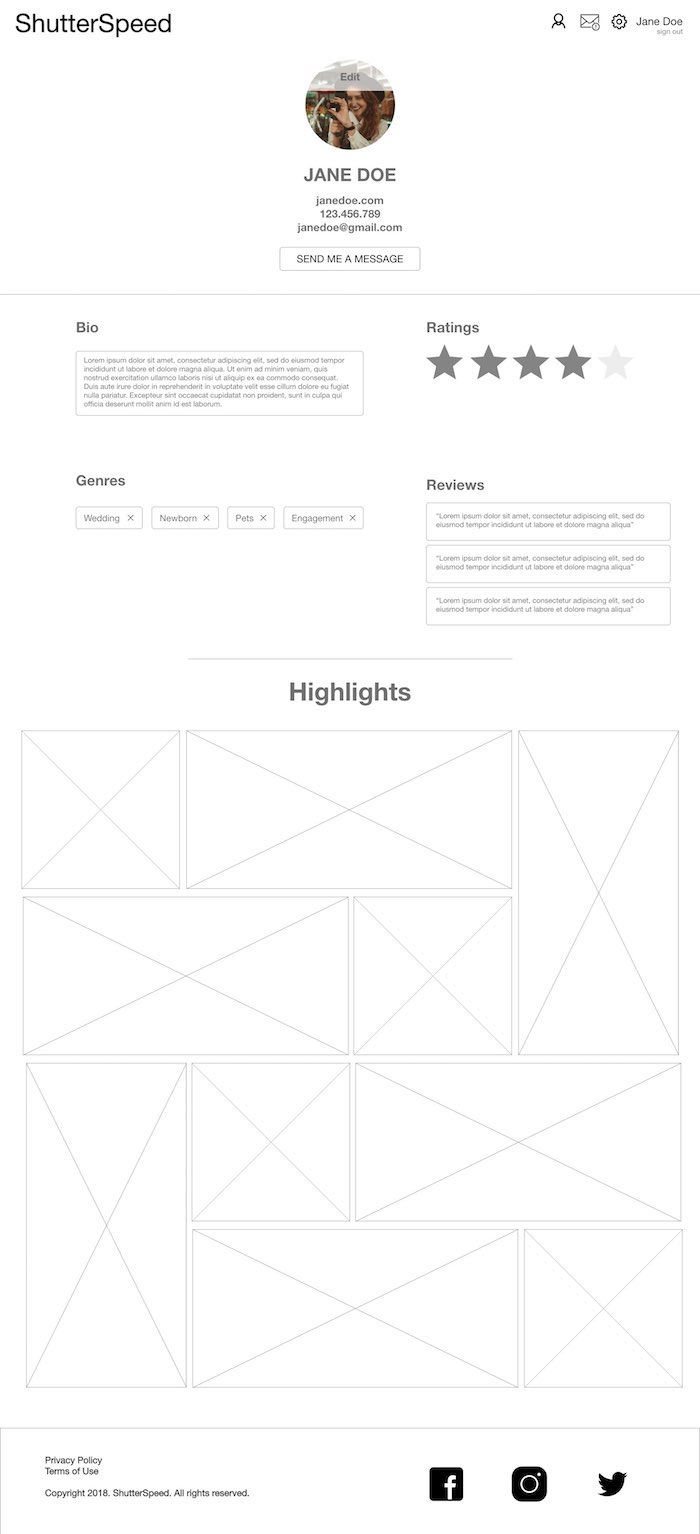 ShutterSpeed
Jane Doe
sign out
Edit
JANE DOE
janedoe.com
123.456.789
janedoe@gmail.com
SEND ME A MESSAGE
Bio
Lorem ipsum dolor sit amet, consectetur adipiscing elit, sed do eiusmod tempor
incididunt ut labore et dolore magna aliqua. Ut enim ad minim veniam, quis
nostrud exercitation ullamco laboris nisi ut aliquip ex ea commodo consequat.
Duis aute irure dolor in reprehenderit in voluptate velit esse cillum dolore eu fugiat
nulla pariatur. Excepteur sint occaecat cupidatat non proident, sunt in culpa qui
officia deserunt mollit anim id est laborum.
Ratings
Genres
Wedding
Newborn
Pets
Engagement
Reviews
"Lorem ipsum dolor sit amet, consectetur adipiscing elit, sed do
eiusmod tempor incididunt ut labore et dolore magna aliqua"
"Lorem ipsum dolor sit amet, consectetur adipiscing elit, sed do
eiusmod tempor incididunt ut labore et dolore magna aliqua"
"Lorem ipsum dolor sit amet, consectetur adipiscing elit, sed do
eiusmod tempor incididunt ut labore et dolore magna aliqua"
Highlights
Privacy Policy
Terms of Use
Copyright 2018. ShutterSpeed. All rights reserved.